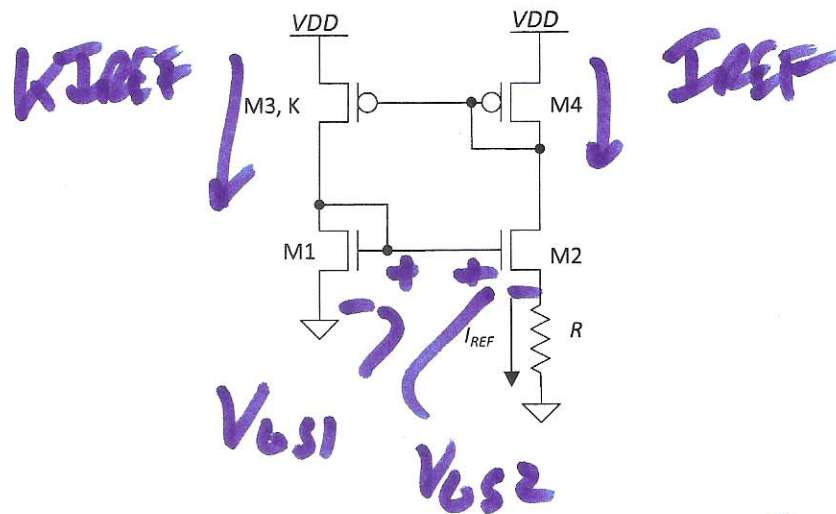 VDD VDD
KIREF IREF
M3, K M4
M1 M2
+ + -
-
IREF R
VGS1
VGS2